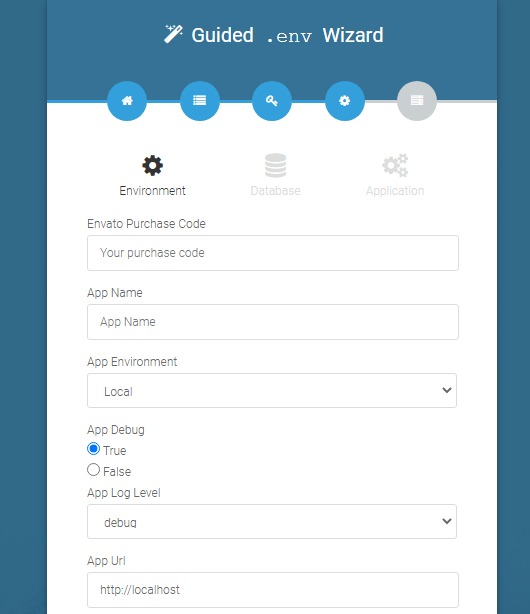 Guided .env Wizard
Environment Database Application
Envato Purchase Code
Your purchase code
App Name
App Name
App Environment
Local
App Debug
True
False
App Log Level
debug
App Url
http://localhost